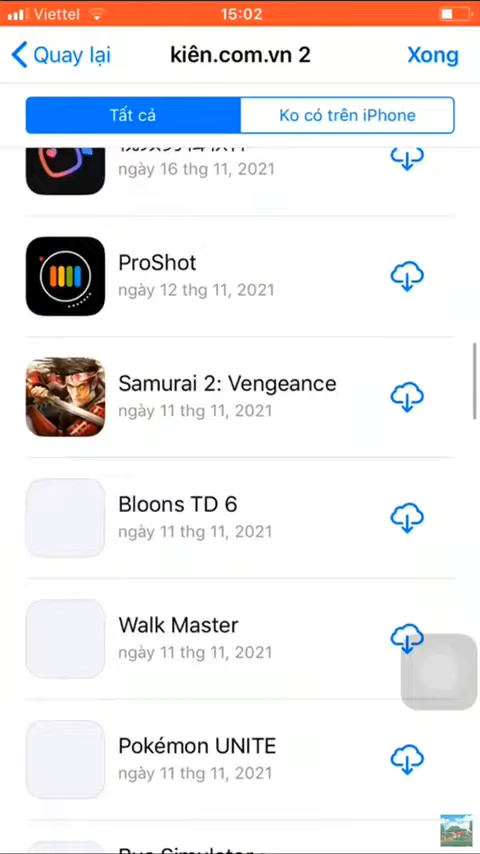 Viettel
15:02
Quay lại
kiên.com.vn 2
Xong
Tất cả
Ko có trên iPhone
ngày 16 thg 11, 2021
ProShot
ngày 12 thg 11, 2021
Samurai 2: Vengeance
ngày 11 thg 11, 2021
Bloons TD 6
ngày 11 thg 11, 2021
Walk Master
ngày 11 thg 11, 2021
Pokémon UNITE
ngày 11 thg 11, 2021